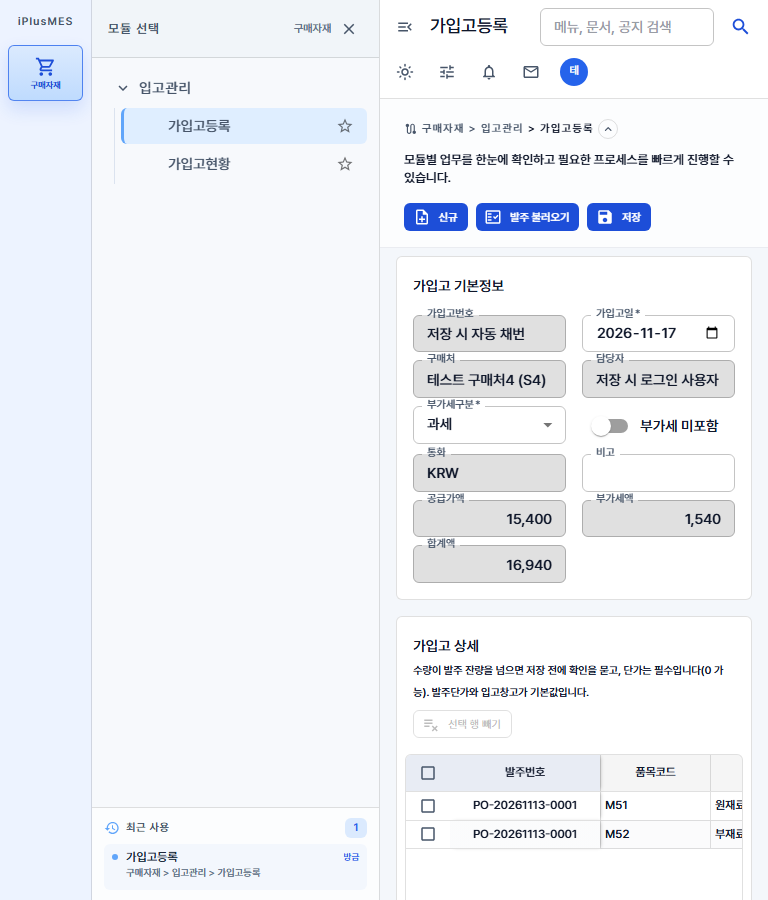 iPlusMES
구매자재
모듈 선택
구매자재
입고관리
가입고등록
가입고현황
최근 사용
1
가입고등록
방금
구매자재 > 입고관리 > 가입고등록
가입고등록
메뉴, 문서, 공지 검색
테
구매자재 > 입고관리 > 가입고등록
모듈별 업무를 한눈에 확인하고 필요한 프로세스를 빠르게 진행할 수
있습니다.
신규
발주 불러오기
저장
가입고 기본정보
가입고번호
저장 시 자동 채번
가입고일 *
2026-11-17
구매처
테스트 구매처4 (S4)
담당자
저장 시 로그인 사용자
부가세구분 *
과세
부가세 미포함
통화
KRW
비고
공급가액
15,400
부가세액
1,540
합계액
16,940
가입고 상세
수량이 발주 잔량을 넘으면 저장 전에 확인을 묻고, 단가는 필수입니다(0 가
능). 발주단가와 입고창고가 기본값입니다.
선택 행 빼기
발주번호
품목코드
PO-20261113-0001
M51
원재료
PO-20261113-0001
M52
부재료